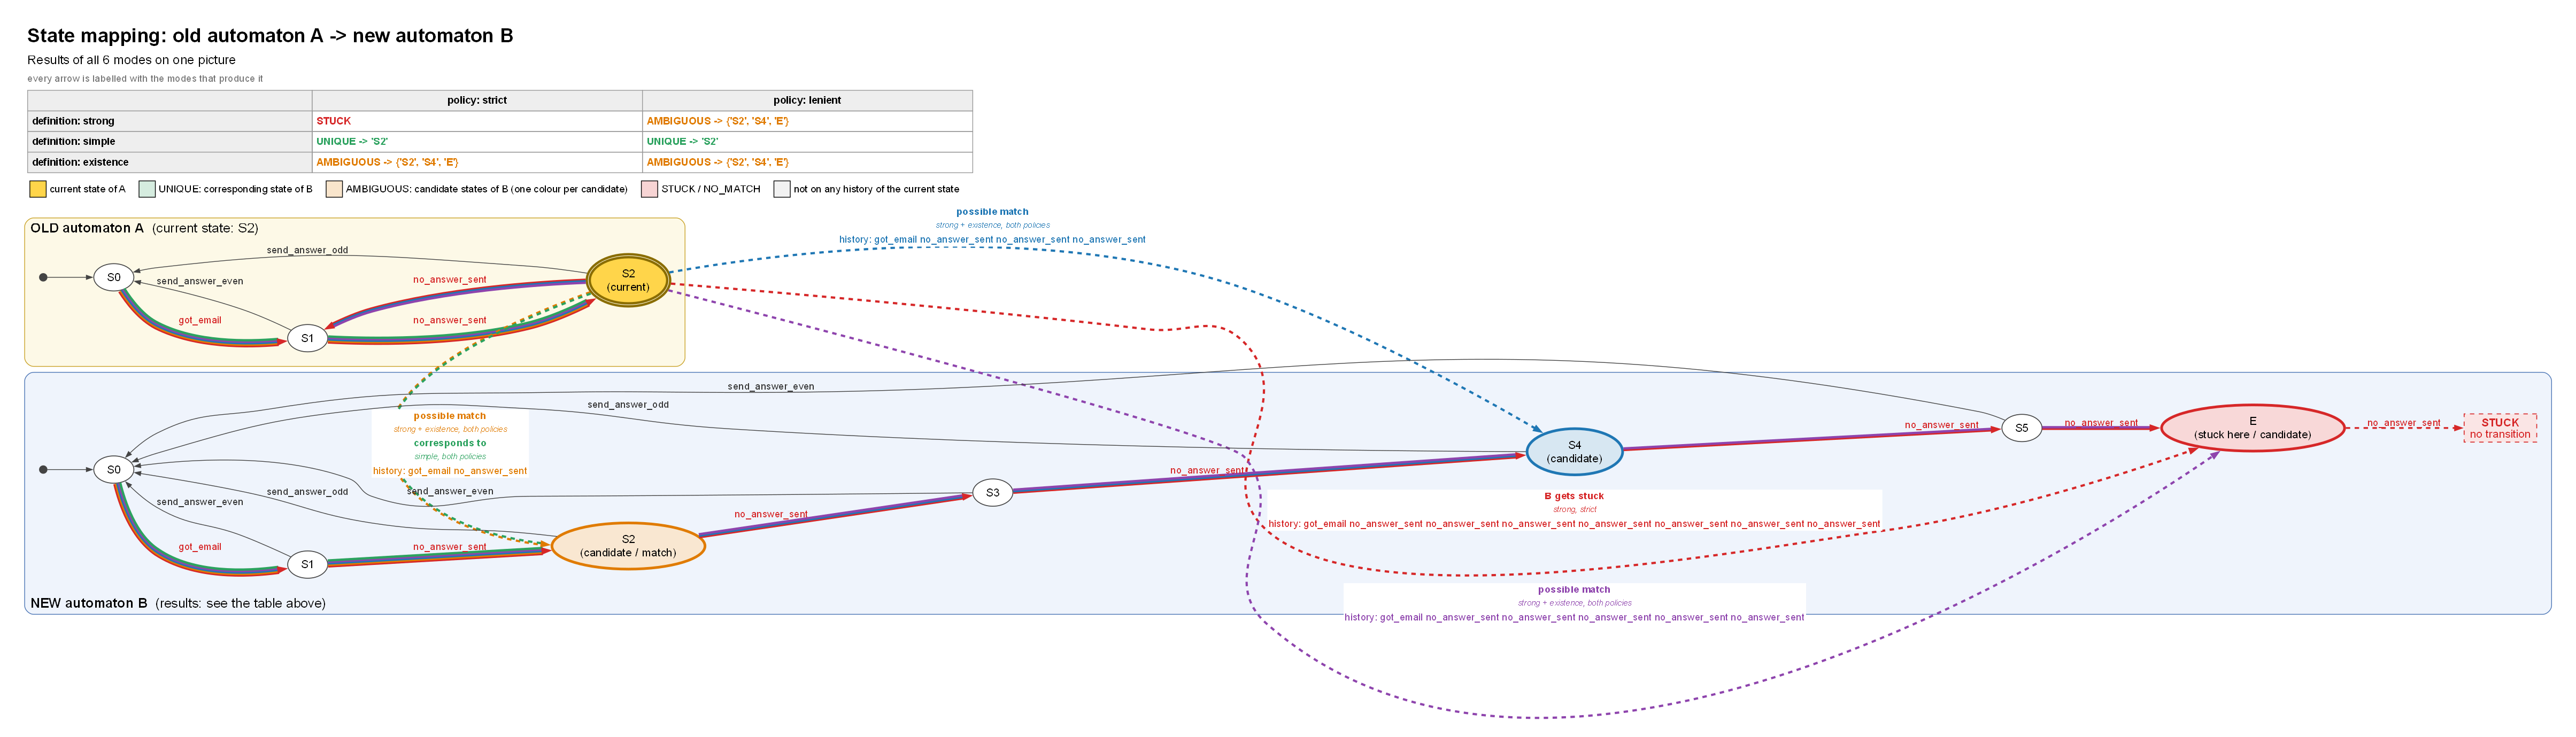 State mapping: old automaton A -> new automaton B
Results of all 6 modes on one picture
every arrow is labelled with the modes that produce it
policy: strict
policy: lenient
definition: strong
STUCK
AMBIGUOUS -> {'S2', 'S4', 'E'}
definition: simple
UNIQUE -> 'S2'
UNIQUE -> 'S2'
definition: existence
AMBIGUOUS -> {'S2', 'S4', 'E'}
AMBIGUOUS -> {'S2', 'S4', 'E'}
current state of A
UNIQUE: corresponding state of B
AMBIGUOUS: candidate states of B (one colour per candidate)
STUCK / NO_MATCH
not on any history of the current state
possible match
strong + existence, both policies
history: got_email no_answer_sent no_answer_sent no_answer_sent
OLD automaton A (current state: S2)
send_answer_odd
S0
send_answer_even
no_answer_sent
S2
(current)
got_email
no_answer_sent
S1
send_answer_even
send_answer_odd
possible match
strong + existence, both policies
corresponds to
simple, both policies
history: got_email no_answer_sent
S0
send_answer_even
send_answer_odd
send_answer_even
got_email
no_answer_sent
S1
S2
(candidate / match)
no_answer_sent
S3
no_answer_sent
S4
(candidate)
no_answer_sent
S5
no_answer_sent
E
(stuck here / candidate)
no_answer_sent
STUCK
no transition
B gets stuck
strong, strict
history: got_email no_answer_sent no_answer_sent no_answer_sent no_answer_sent no_answer_sent no_answer_sent no_answer_sent
possible match
strong + existence, both policies
history: got_email no_answer_sent no_answer_sent no_answer_sent no_answer_sent no_answer_sent
NEW automaton B (results: see the table above)